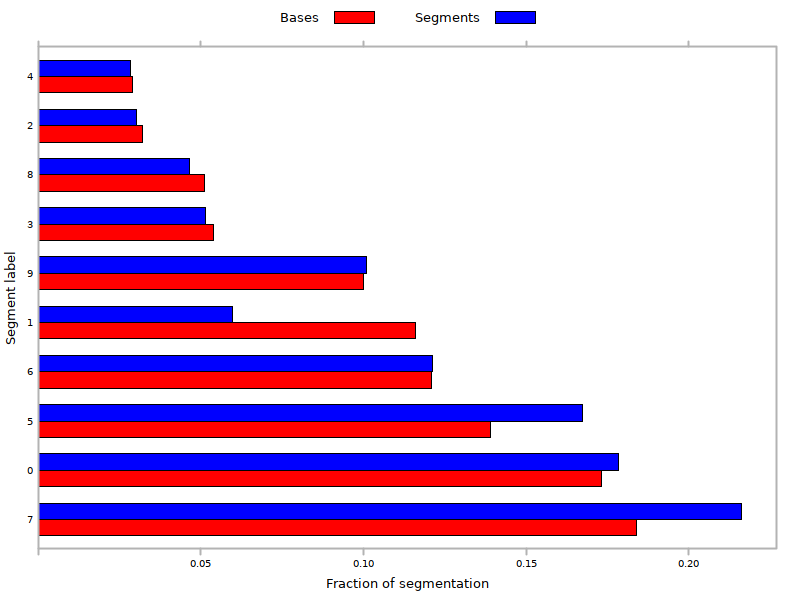 Bases Segments
4
2
8
3
9
1
6
5
0
7
Segment label
0.05 0.10 0.15 0.20
Fraction of segmentation